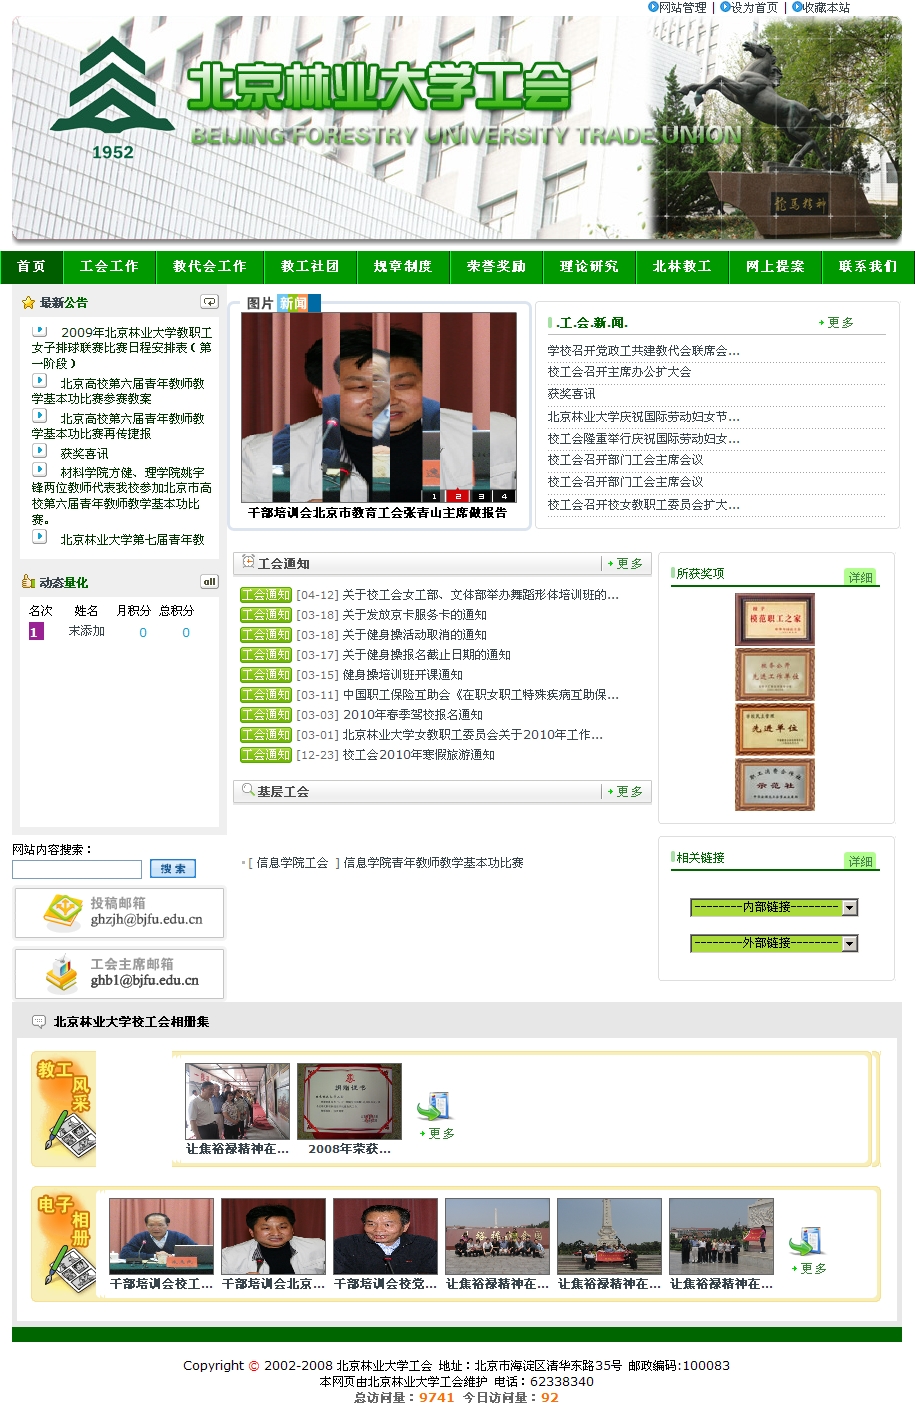 网站管理 | 设为首页 | 收藏本站
北京林业大学工会
BEIJING FORESTRY UNIVERSITY TRADE UNION
1952
龙马精神
首页 工会工作 教代会工作 教工社团 规章制度 荣誉奖励 理论研究 北林教工 网上提案 联系我们
最新公告
2009年北京林业大学教职工
女子排球联赛比赛日程安排表（第
一阶段）
北京高校第六届青年教师教
学基本功比赛参赛教案
北京高校第六届青年教师教
学基本功比赛再传捷报
获奖喜讯
材料学院方健、理学院姚宇
锋两位教师代表我校参加北京市高
校第六届青年教师教学基本功比
赛。
北京林业大学第七届青年教
图片 新闻
1 2 3 4
干部培训会北京市教育工会张青山主席做报告
.工.会.新.闻.
更多
学校召开党政工共建教代会联席会...
校工会召开主席办公扩大会
获奖喜讯
北京林业大学庆祝国际劳动妇女节...
校工会隆重举行庆祝国际劳动妇女...
校工会召开部门工会主席会议
校工会召开部门工会主席会议
校工会召开校女教职工委员会扩大...
动态量化
all
名次 姓名 月积分 总积分
1 末添加 0 0
工会通知
更多
工会通知 [04-12] 关于校工会女工部、文体部举办舞蹈形体培训班的...
工会通知 [03-18] 关于发放京卡服务卡的通知
工会通知 [03-18] 关于健身操活动取消的通知
工会通知 [03-17] 关于健身操报名截止日期的通知
工会通知 [03-15] 健身操培训班开课通知
工会通知 [03-11] 中国职工保险互助会《在职女职工特殊疾病互助保...
工会通知 [03-03] 2010年春季驾校报名通知
工会通知 [03-01] 北京林业大学女教职工委员会关于2010年工作...
工会通知 [12-23] 校工会2010年寒假旅游通知
所获奖项
详细
模范职工之家
校务公开
先进工作单位
先进单位
示范社
基层工会
更多
[ 信息学院工会 ] 信息学院青年教师教学基本功比赛
网站内容搜索：
搜 索
投稿邮箱
ghzjh@bjfu.edu.cn
工会主席邮箱
ghb1@bjfu.edu.cn
相关链接
详细
--------内部链接--------
--------外部链接--------
北京林业大学校工会相册集
教工风采
捐赠证书
让焦裕禄精神在...
2008年荣获...
更多
电子相册
干部培训会校工...
干部培训会北京...
干部培训会校党...
让焦裕禄精神在...
让焦裕禄精神在...
让焦裕禄精神在...
更多
Copyright © 2002-2008 北京林业大学工会 地址：北京市海淀区清华东路35号 邮政编码:100083
本网页由北京林业大学工会维护 电话：62338340
总访问量：9741 今日访问量：92